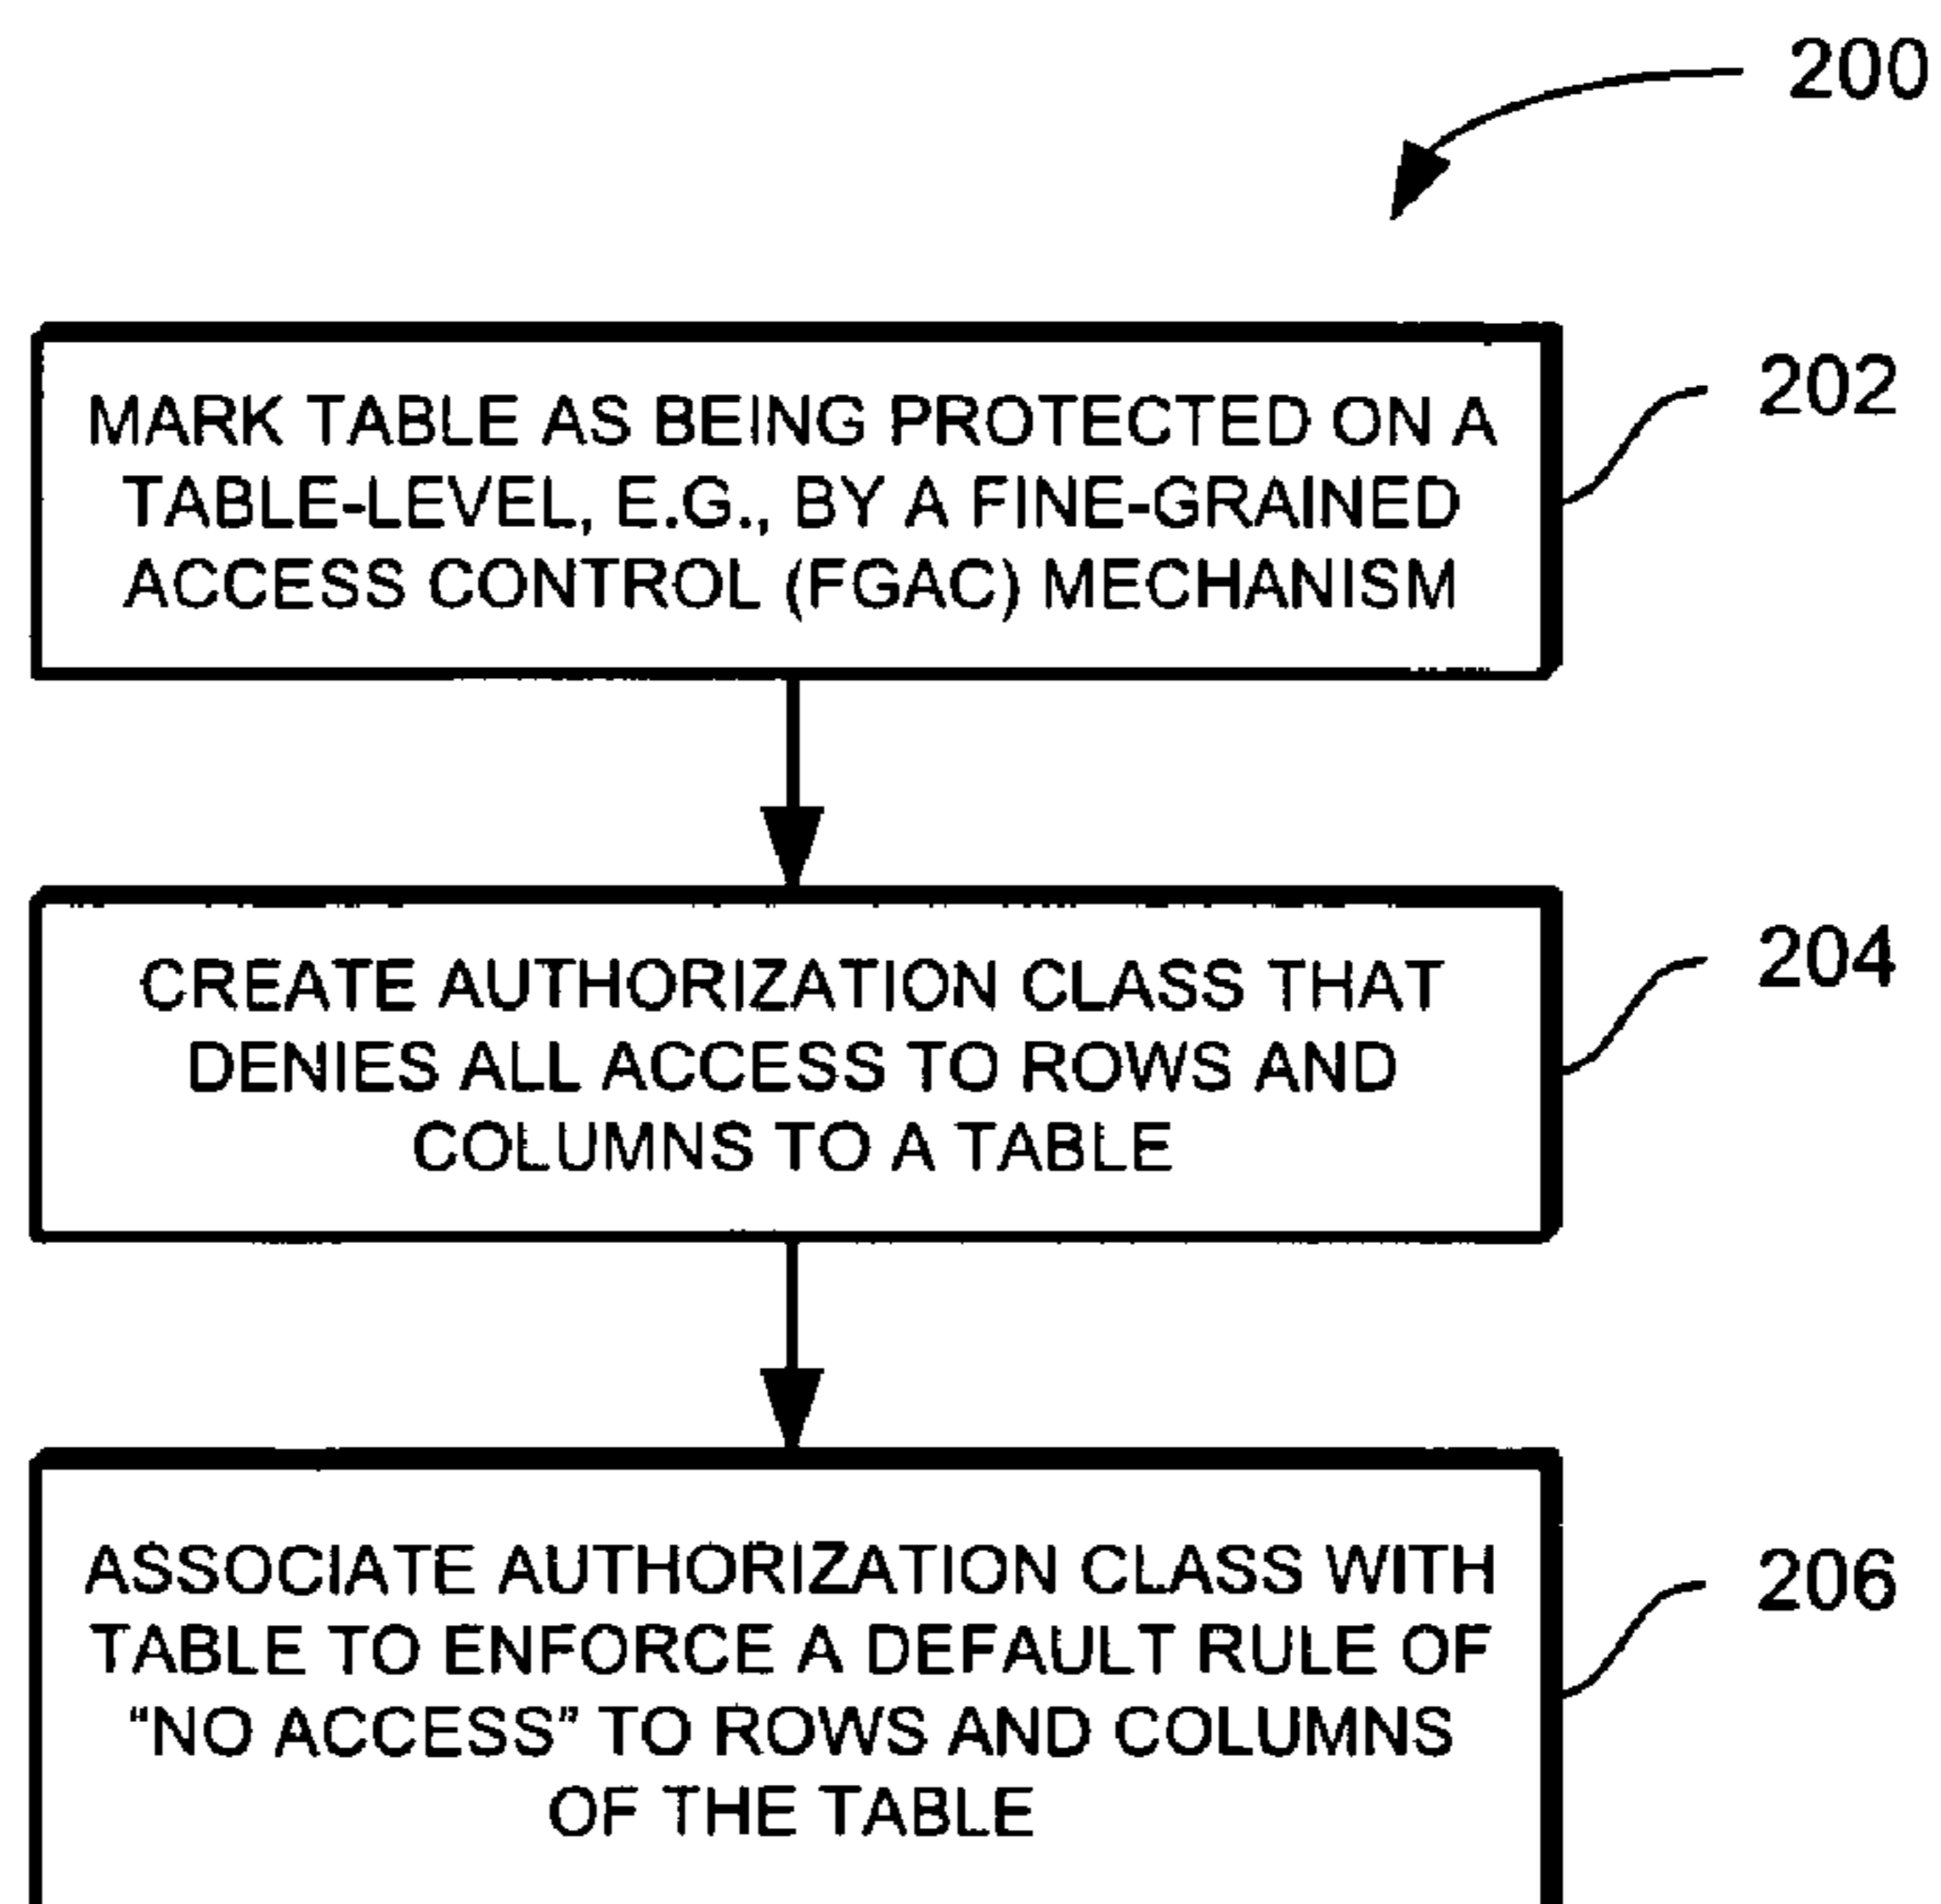 200
MARK TABLE AS BEING PROTECTED ON A
TABLE-LEVEL, E.G., BY A FINE-GRAINED
ACCESS CONTROL (FGAC) MECHANISM
202
CREATE AUTHORIZATION CLASS THAT
DENIES ALL ACCESS TO ROWS AND
COLUMNS TO A TABLE
204
ASSOCIATE AUTHORIZATION CLASS WITH
TABLE TO ENFORCE A DEFAULT RULE OF
“NO ACCESS” TO ROWS AND COLUMNS
OF THE TABLE
206